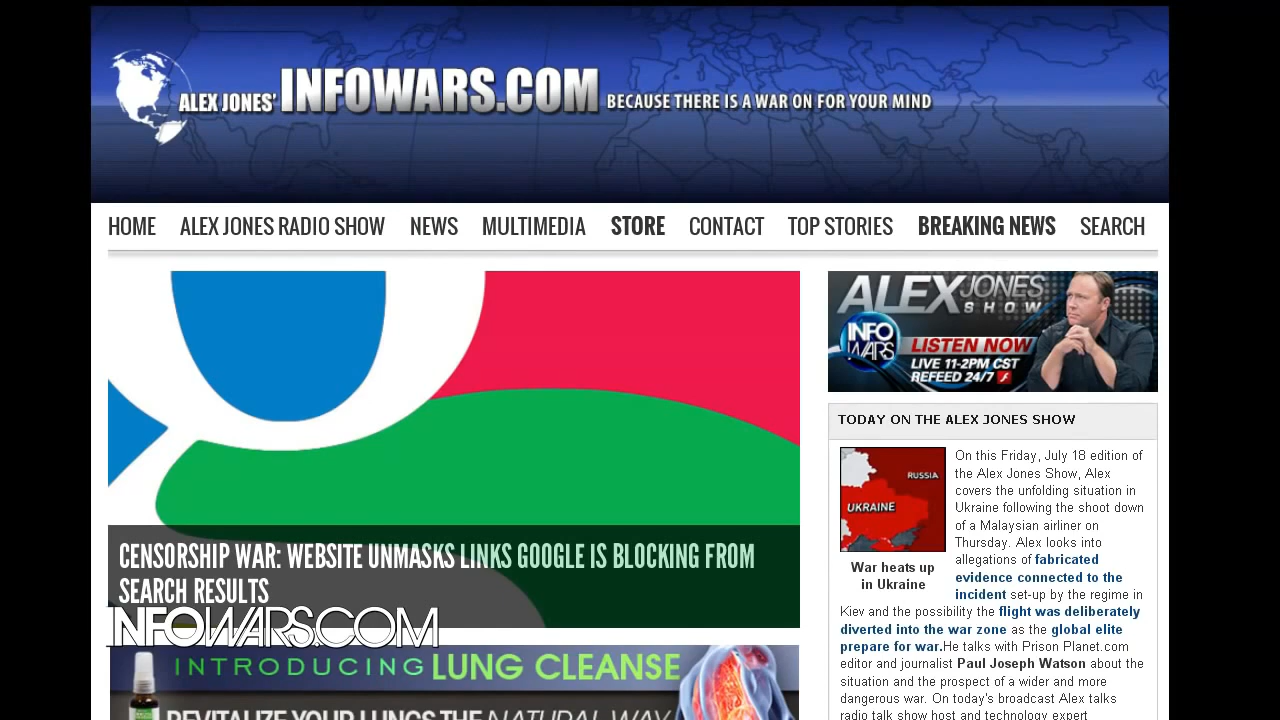 ALEX JONES' INFOWARS.COM BECAUSE THERE IS A WAR ON FOR YOUR MIND
HOME ALEX JONES RADIO SHOW NEWS MULTIMEDIA STORE CONTACT TOP STORIES BREAKING NEWS SEARCH
CENSORSHIP WAR: WEBSITE UNMASKS LINKS GOOGLE IS BLOCKING FROM
SEARCH RESULTS
INFOWARS.COM
INTRODUCING LUNG CLEANSE
REVITALIZE YOUR LUNGS THE NATURAL WAY
ALEX JONES
SHOW
INFO
WARS
LISTEN NOW
LIVE 11-2PM CST
REFEED 24/7
TODAY ON THE ALEX JONES SHOW
RUSSIA
UKRAINE
War heats up
in Ukraine
On this Friday, July 18 edition of
the Alex Jones Show, Alex
covers the unfolding situation in
Ukraine following the shoot down
of a Malaysian airliner on
Thursday. Alex looks into
allegations of fabricated
evidence connected to the
incident set-up by the regime in
Kiev and the possibility the flight was deliberately
diverted into the war zone as the global elite
prepare for war.He talks with Prison Planet.com
editor and journalist Paul Joseph Watson about the
situation and the prospect of a wider and more
dangerous war. On today's broadcast Alex talks
radio talk show host and technology expert